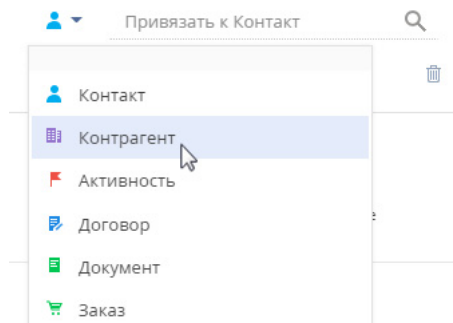 Привязать к Контакт
Контакт
Контрагент
Активность
Договор
Документ
Заказ